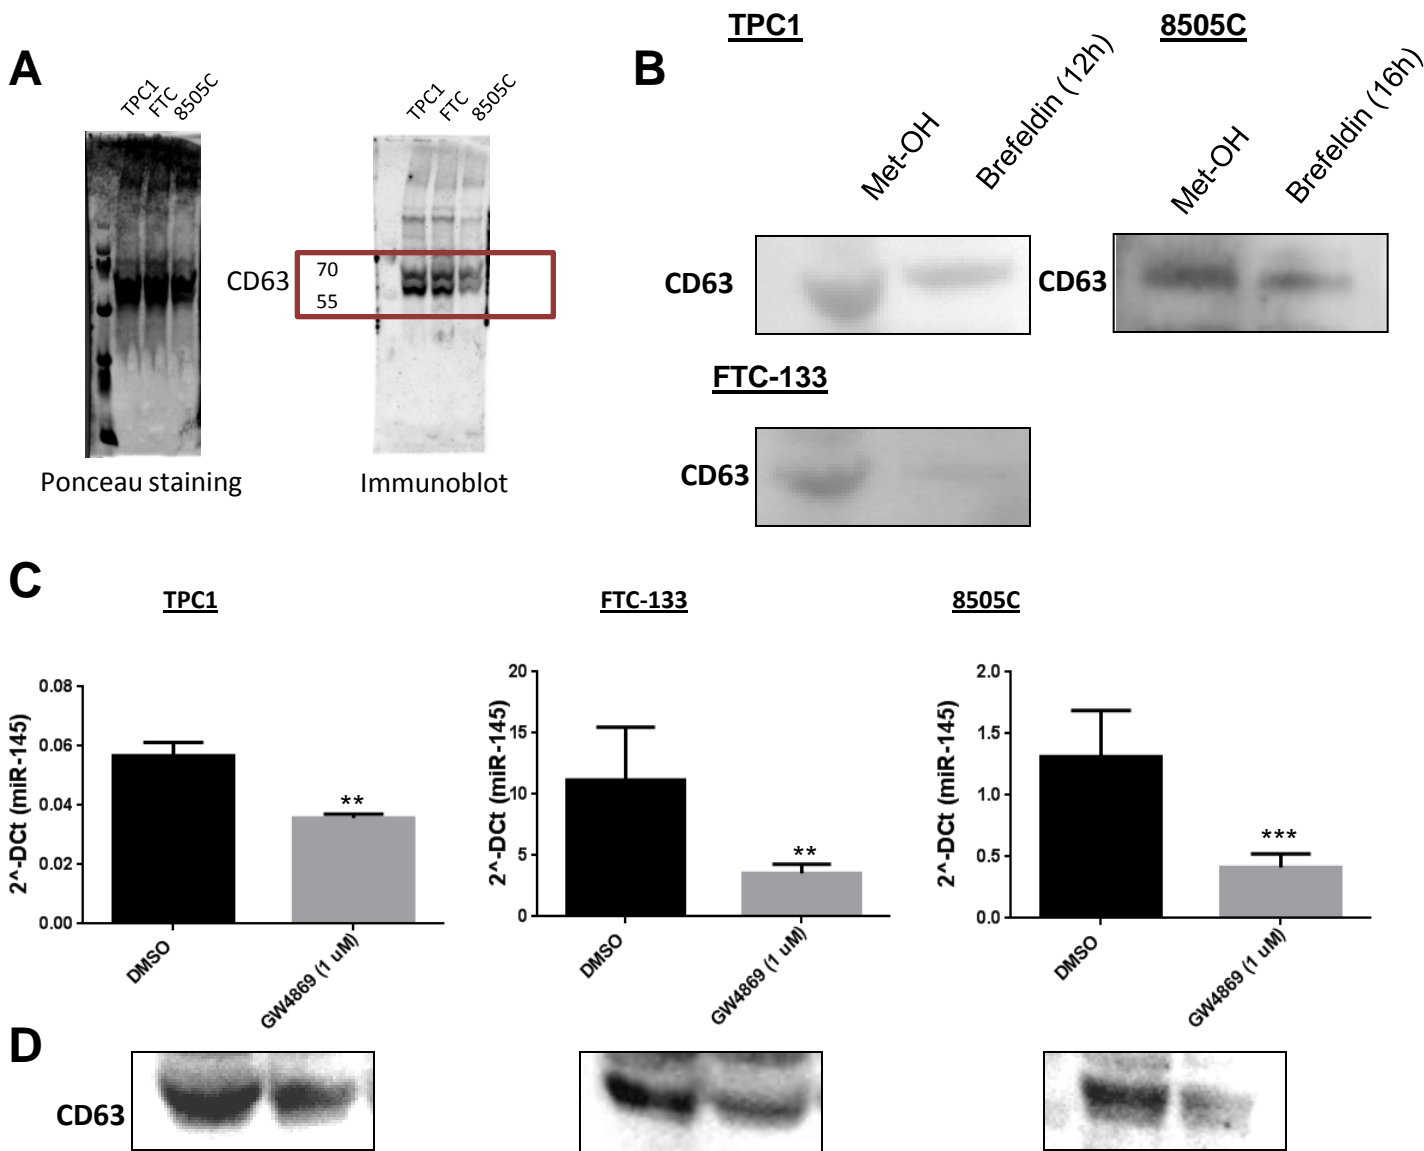 A
TPC1
FTC
8505C
TPC1
FTC
8505C
CD63
70
55
Ponceau staining
Immunoblot
B
TPC1
8505C
Met-OH
Brefeldin (12h)
Met-OH
Brefeldin (16h)
CD63
CD63
FTC-133
CD63
C
TPC1
FTC-133
8505C
2^-DCt (miR-145)
0.08
0.06
0.04
0.02
0.00
**
DMSO
GW4869 (1 uM)
2^-DCt (miR-145)
20
15
10
5
0
**
DMSO
GW4869 (1 uM)
2^-DCt (miR-145)
2.0
1.5
1.0
0.5
0.0
***
DMSO
GW4869 (1 uM)
D
CD63